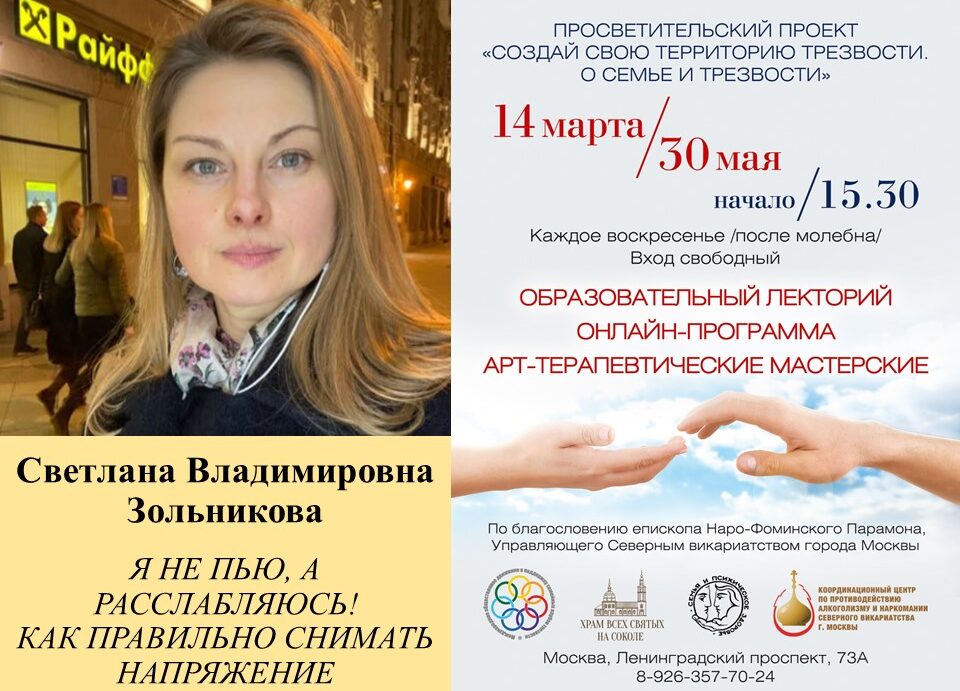 Райфф
Светлана Владимировна
Зольникова
Я НЕ ПЬЮ, А
РАССЛАБЛЯЮСЬ!
КАК ПРАВИЛЬНО СНИМАТЬ
НАПРЯЖЕНИЕ
ПРОСВЕТИТЕЛЬСКИЙ ПРОЕКТ
«СОЗДАЙ СВОЮ ТЕРРИТОРИЮ ТРЕЗВОСТИ.
О СЕМЬЕ И ТРЕЗВОСТИ»
14 марта/30 мая
начало/15.30
Каждое воскресенье /после молебна/
Вход свободный
ОБРАЗОВАТЕЛЬНЫЙ ЛЕКТОРИЙ
ОНЛАЙН-ПРОГРАММА
АРТ-ТЕРАПЕВТИЧЕСКИЕ МАСТЕРСКИЕ
По благословению епископа Наро-Фоминского Парамона,
Управляющего Северным викариатством города Москвы
ХРАМ ВСЕХ СВЯТЫХ
НА СОКОЛЕ
СЕМЬЯ И ПСИХИЧЕСКОЕ
ЗДОРОВЬЕ
КООРДИНАЦИОННЫЙ ЦЕНТР
ПО ПРОТИВОДЕЙСТВИЮ
АЛКОГОЛИЗМУ И НАРКОМАНИИ
СЕВЕРНОГО ВИКАРИАТСТВА
Г. МОСКВЫ
Москва, Ленинградский проспект, 73А
8-926-357-70-24